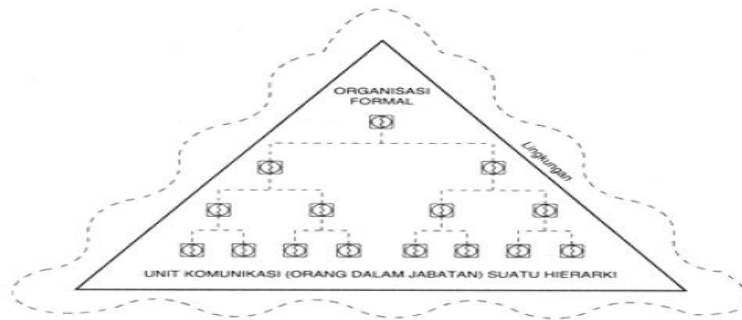 ORGANISASI
FORMAL
Lingkungan
UNIT KOMUNIKASI (ORANG DALAM JABATAN) SUATU HIERARKI